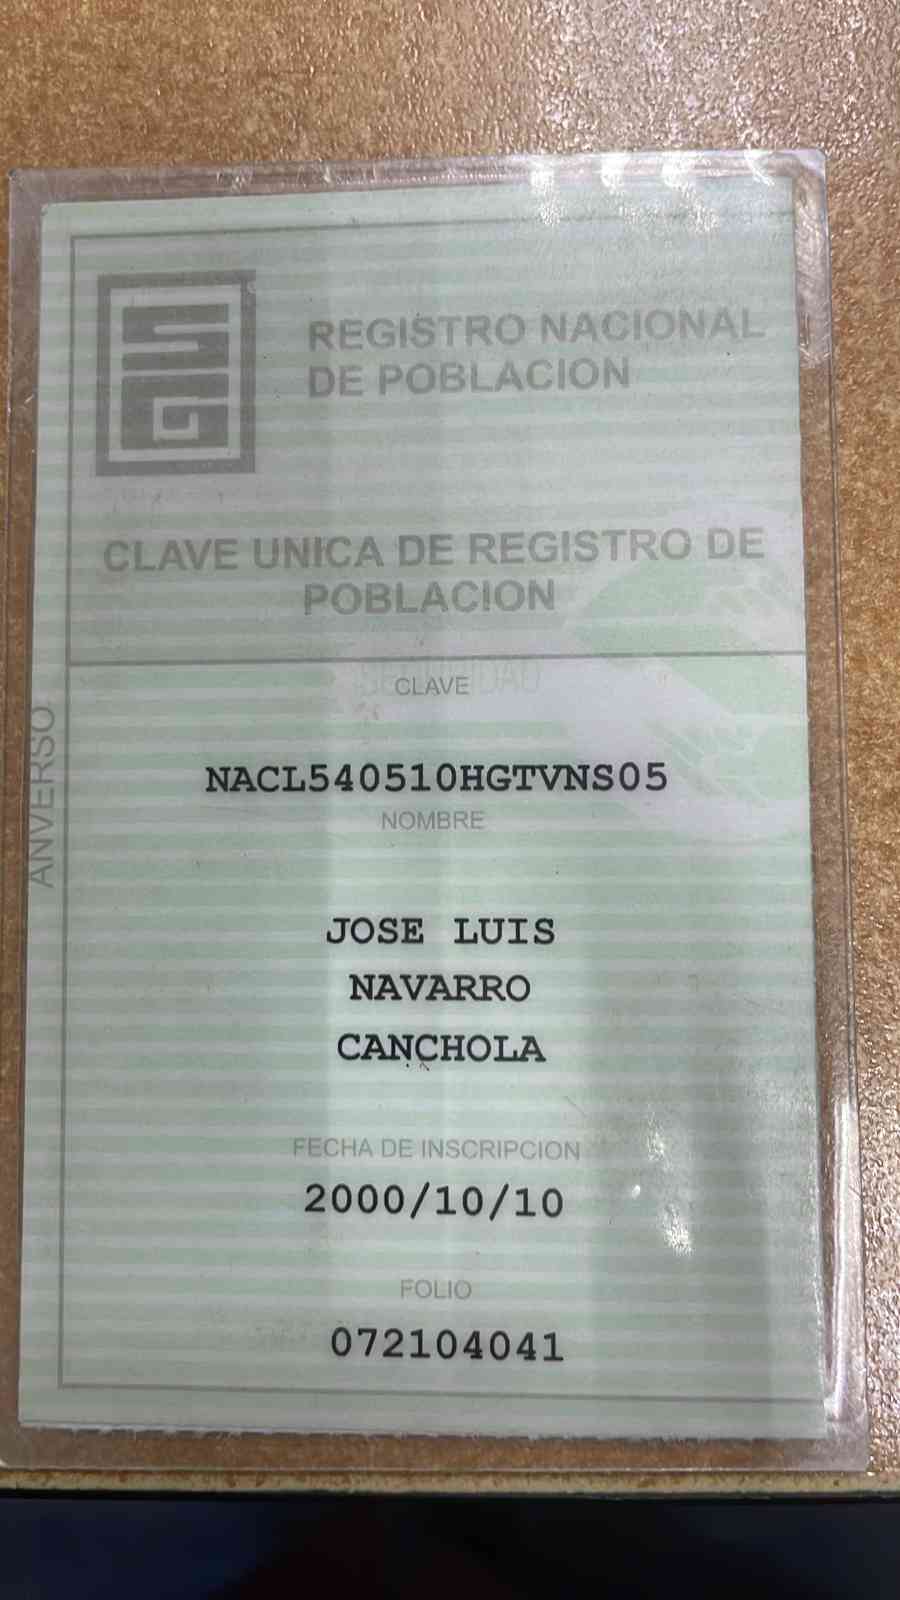 SG
REGISTRO NACIONAL
DE POBLACION
CLAVE UNICA DE REGISTRO DE
POBLACION
CLAVE
NACL540510HGTVNS05
NOMBRE
JOSE LUIS
NAVARRO
CANCHOLA
FECHA DE INSCRIPCION
2000/10/10
FOLIO
072104041
ANVERSO